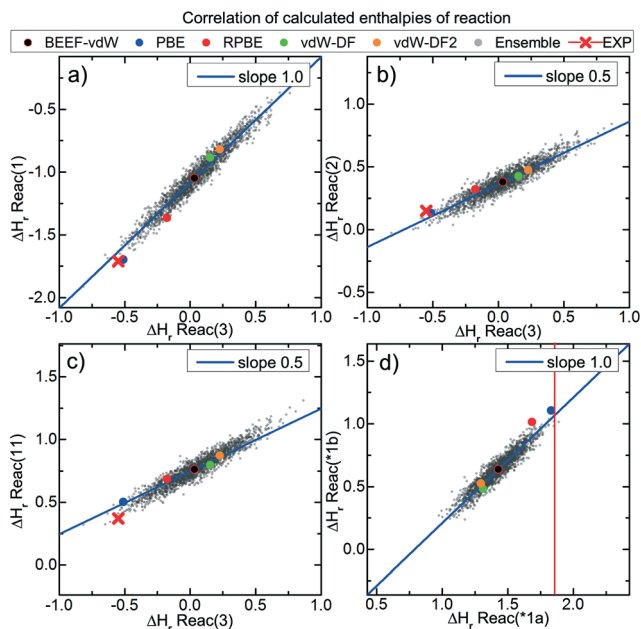 Correlation of calculated enthalpies of reaction
BEEF-vdW PBE RPBE vdW-DF vdW-DF2 Ensemble EXP
a) slope 1.0
-0.5
-1.0
-1.5
-2.0
ΔHr Reac(1)
-1.0 -0.5 0.0 0.5 1.0
ΔHr Reac(3)
b) slope 0.5
1.0
0.5
0.0
-0.5
ΔHr Reac(2)
-1.0 -0.5 0.0 0.5 1.0
ΔHr Reac(3)
c) slope 0.5
1.5
1.0
0.5
0.0
ΔHr Reac(11)
-1.0 -0.5 0.0 0.5 1.0
ΔHr Reac(3)
d) slope 1.0
1.5
1.0
0.5
0.0
ΔHr Reac(*1b)
0.5 1.0 1.5 2.0
ΔHr Reac(*1a)